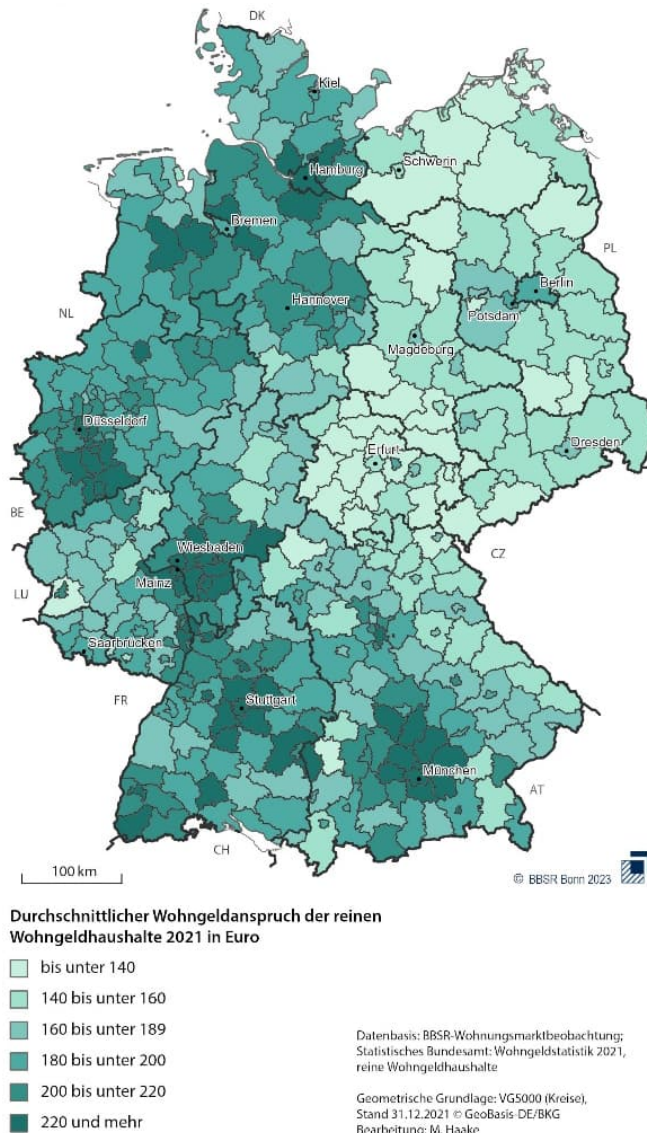 DK
Kiel
Schwerin
Hamburg
Bremen
PL
Berlin
NL
Hannover
Potsdam
Magdeburg
Düsseldorf
Erfurt
Dresden
BE
Wiesbaden
CZ
LU
Mainz
Saarbrücken
FR
Stuttgart
München
AT
CH
100 km
© BBSR Bonn 2023
Durchschnittlicher Wohngeldanspruch der reinen
Wohngeldhaushalte 2021 in Euro
bis unter 140
140 bis unter 160
160 bis unter 189
180 bis unter 200
200 bis unter 220
220 und mehr
Datenbasis: BBSR-Wohnungsmarktbeobachtung;
Statistisches Bundesamt: Wohngeldstatistik 2021,
reine Wohngeldhaushalte
Geometrische Grundlage: VG5000 (Kreise),
Stand 31.12.2021 © GeoBasis-DE/BKG
Bearbeitung: M. Haake